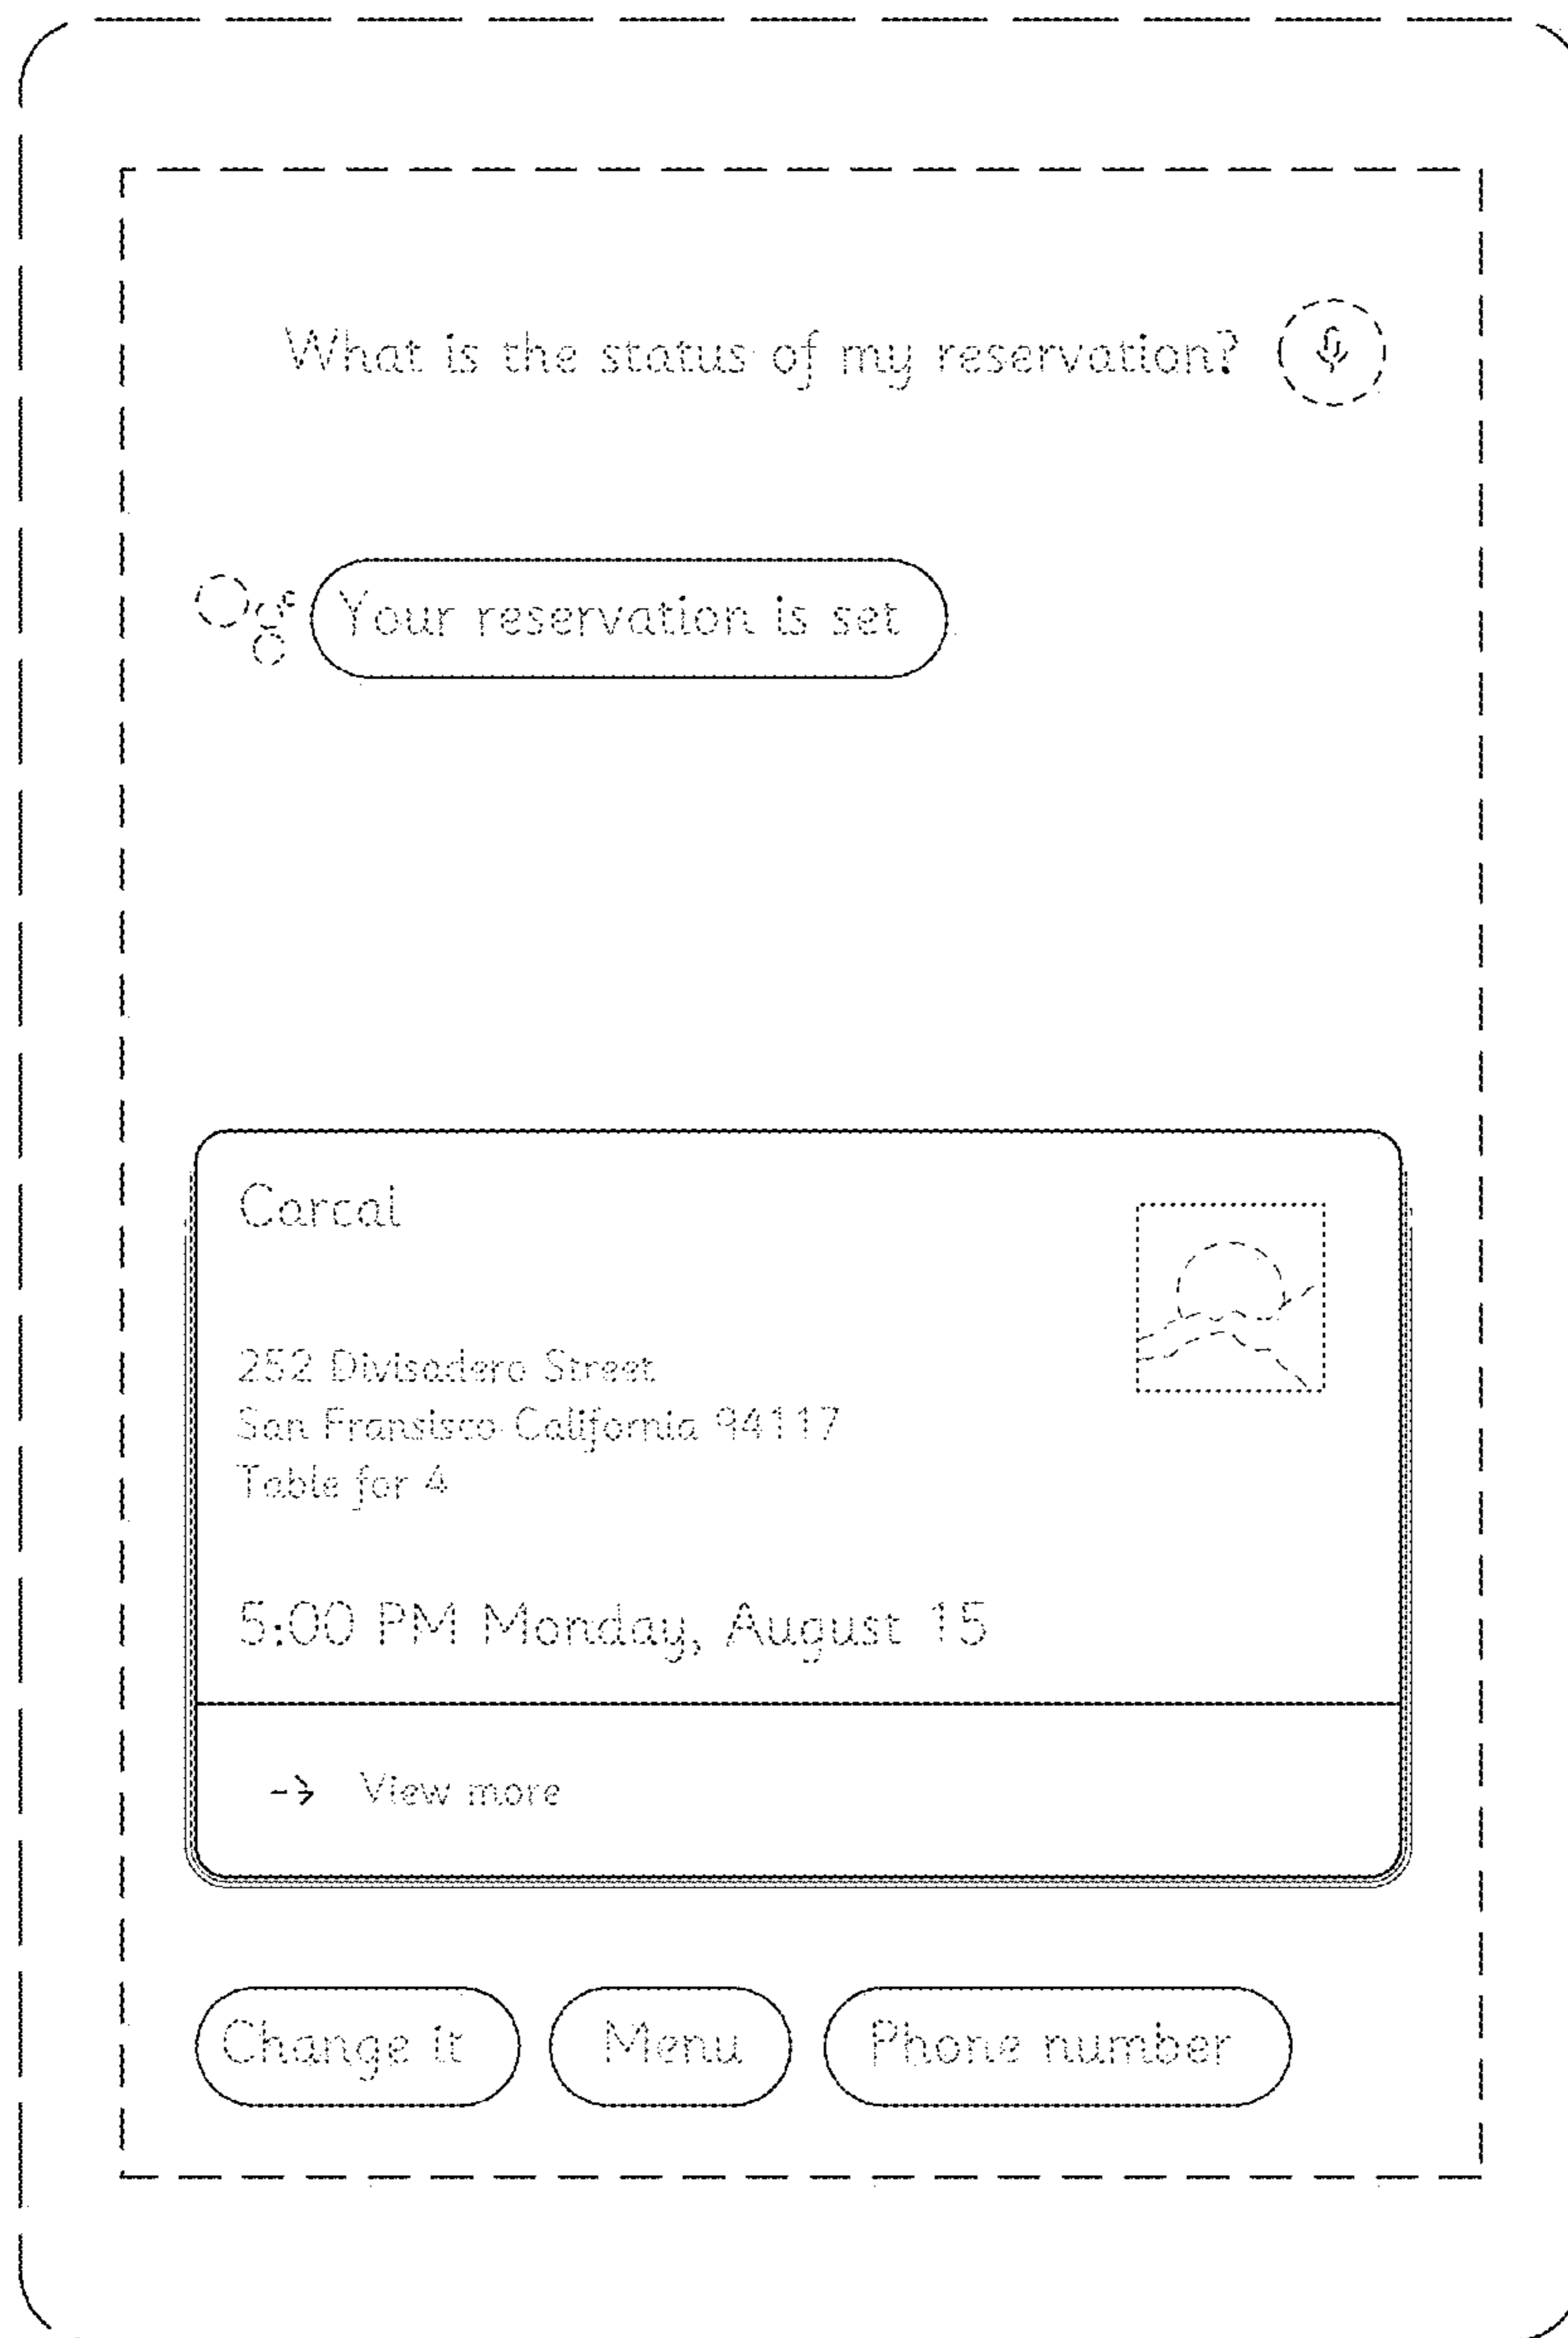 What is the status of my reservation?
Your reservation is set
Carcal
252 Divisadero Street
San Fransisco California 94117
Table for 4
5:00 PM Monday, August 15
View more
Change it
Menu
Phone number